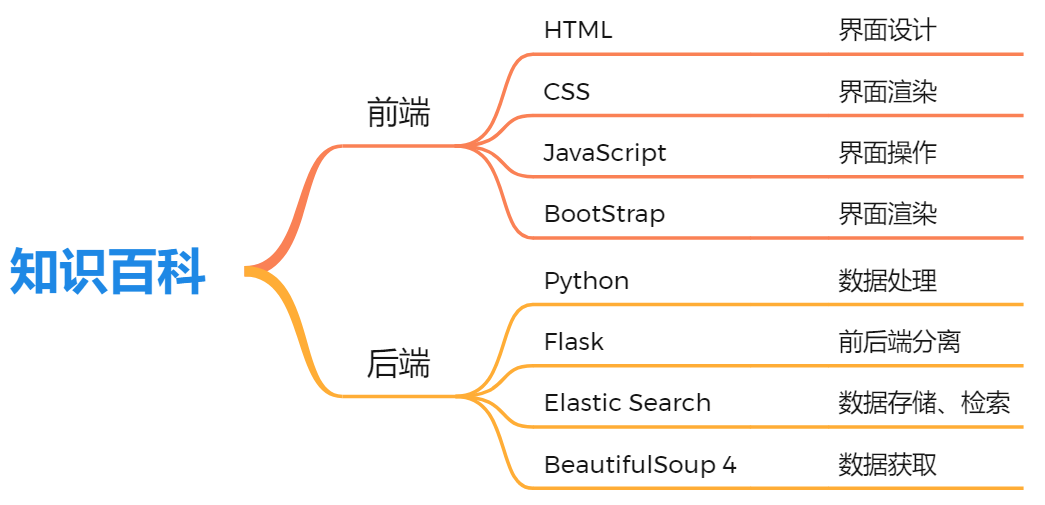 知识百科
前端
HTML 界面设计
CSS 界面渲染
JavaScript 界面操作
BootStrap 界面渲染
后端
Python 数据处理
Flask 前后端分离
Elastic Search 数据存储、检索
BeautifulSoup 4 数据获取